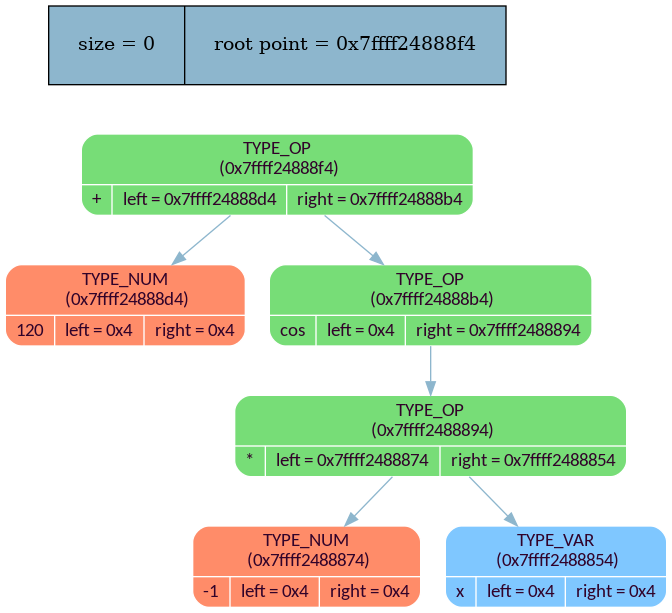 size = 0 root point = 0x7ffff24888f4
TYPE_OP
(0x7ffff24888f4)
+ left = 0x7ffff24888d4 right = 0x7ffff24888b4
TYPE_NUM
(0x7ffff24888d4)
120 left = 0x4 right = 0x4
TYPE_OP
(0x7ffff24888b4)
cos left = 0x4 right = 0x7ffff2488894
TYPE_OP
(0x7ffff2488894)
* left = 0x7ffff2488874 right = 0x7ffff2488854
TYPE_NUM
(0x7ffff2488874)
-1 left = 0x4 right = 0x4
TYPE_VAR
(0x7ffff2488854)
x left = 0x4 right = 0x4